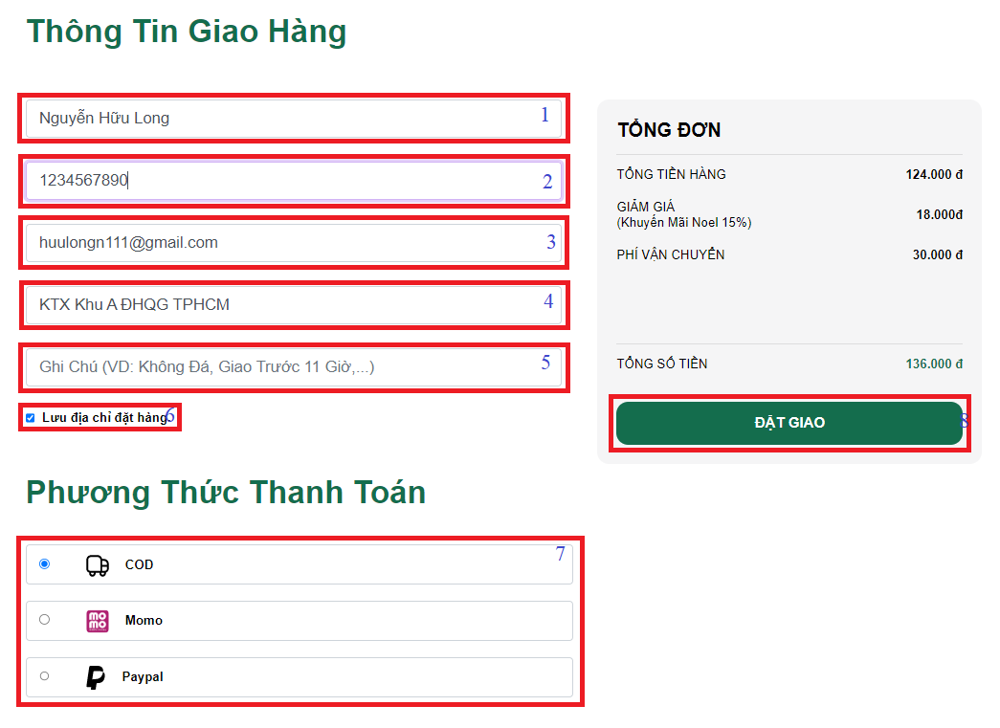 Thông Tin Giao Hàng
Nguyễn Hữu Long 1
1234567890 2
huulongn111@gmail.com 3
KTX Khu A ĐHQG TPHCM 4
Ghi Chú (VD: Không Đá, Giao Trước 11 Giờ,...) 5
Lưu địa chỉ đặt hàng 6
TỔNG ĐƠN
TỔNG TIỀN HÀNG 124.000 đ
GIẢM GIÁ
(Khuyến Mãi Noel 15%) 18.000đ
PHÍ VẬN CHUYỂN 30.000 đ
TỔNG SỐ TIỀN 136.000 đ
ĐẶT GIAO 8
Phương Thức Thanh Toán
COD 7
mo mo Momo
Paypal